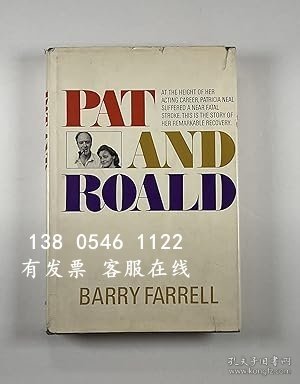 AT THE HEIGHT OF HER
ACTING CAREER, PATRICIA NEAL
SUFFERED A NEAR FATAL
STROKE. THIS IS THE STORY OF
HER REMARKABLE RECOVERY.
PAT
AND
ROALD
138 0546 1122
有发票 客服在线
BARRY FARRELL
孔夫子旧书网